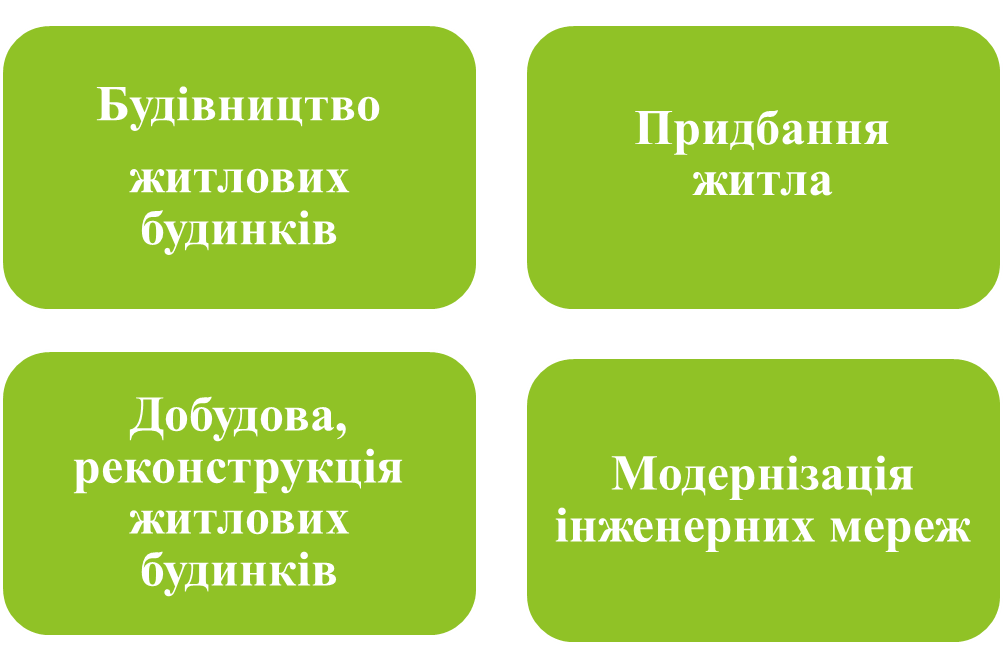 Будівництво
житлових
будинків
Придбання
житла
Добудова,
реконструкція
житлових
будинків
Модернізація
інженерних мереж